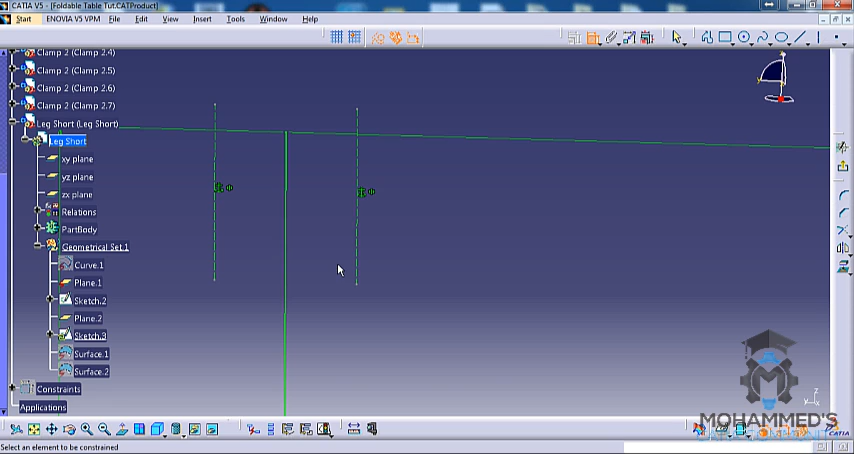 CATIA V5 - [Foldable Table Tut.CATProduct]
Start ENOVIA V5 VPM File Edit View Insert Tools Window Help
Clamp 2 (Clamp 2.4)
Clamp 2 (Clamp 2.5)
Clamp 2 (Clamp 2.6)
Clamp 2 (Clamp 2.7)
Leg Short (Leg Short)
Leg Short
xy plane
yz plane
zx plane
Relations
PartBody
Geometrical Set.1
Curve.1
Plane.1
Sketch.2
Plane.2
Sketch.3
Surface.1
Surface.2
Constraints
Applications
z
y
x
MOHAMMED'S
CATIA
Select an element to be constrained